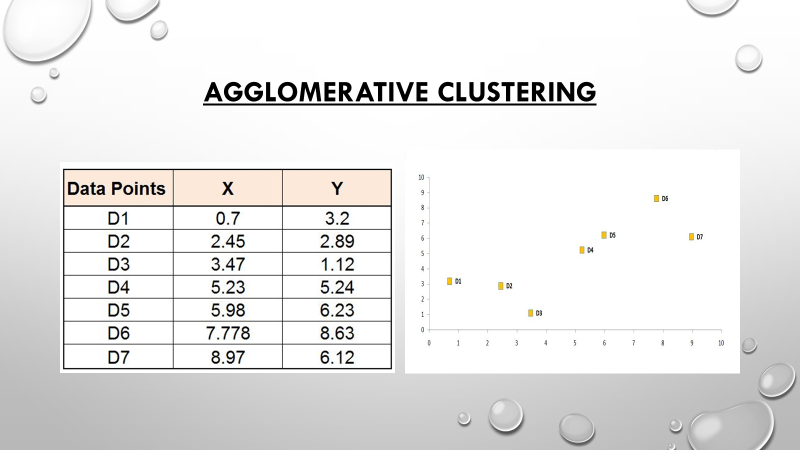 AGGLOMERATIVE CLUSTERING
Data Points X Y
D1 0.7 3.2
D2 2.45 2.89
D3 3.47 1.12
D4 5.23 5.24
D5 5.98 6.23
D6 7.778 8.63
D7 8.97 6.12
10
9
8 D6
7
6 D5 D7
5 D4
4
3 D1 D2
2
1 D3
0
0 1 2 3 4 5 6 7 8 9 10